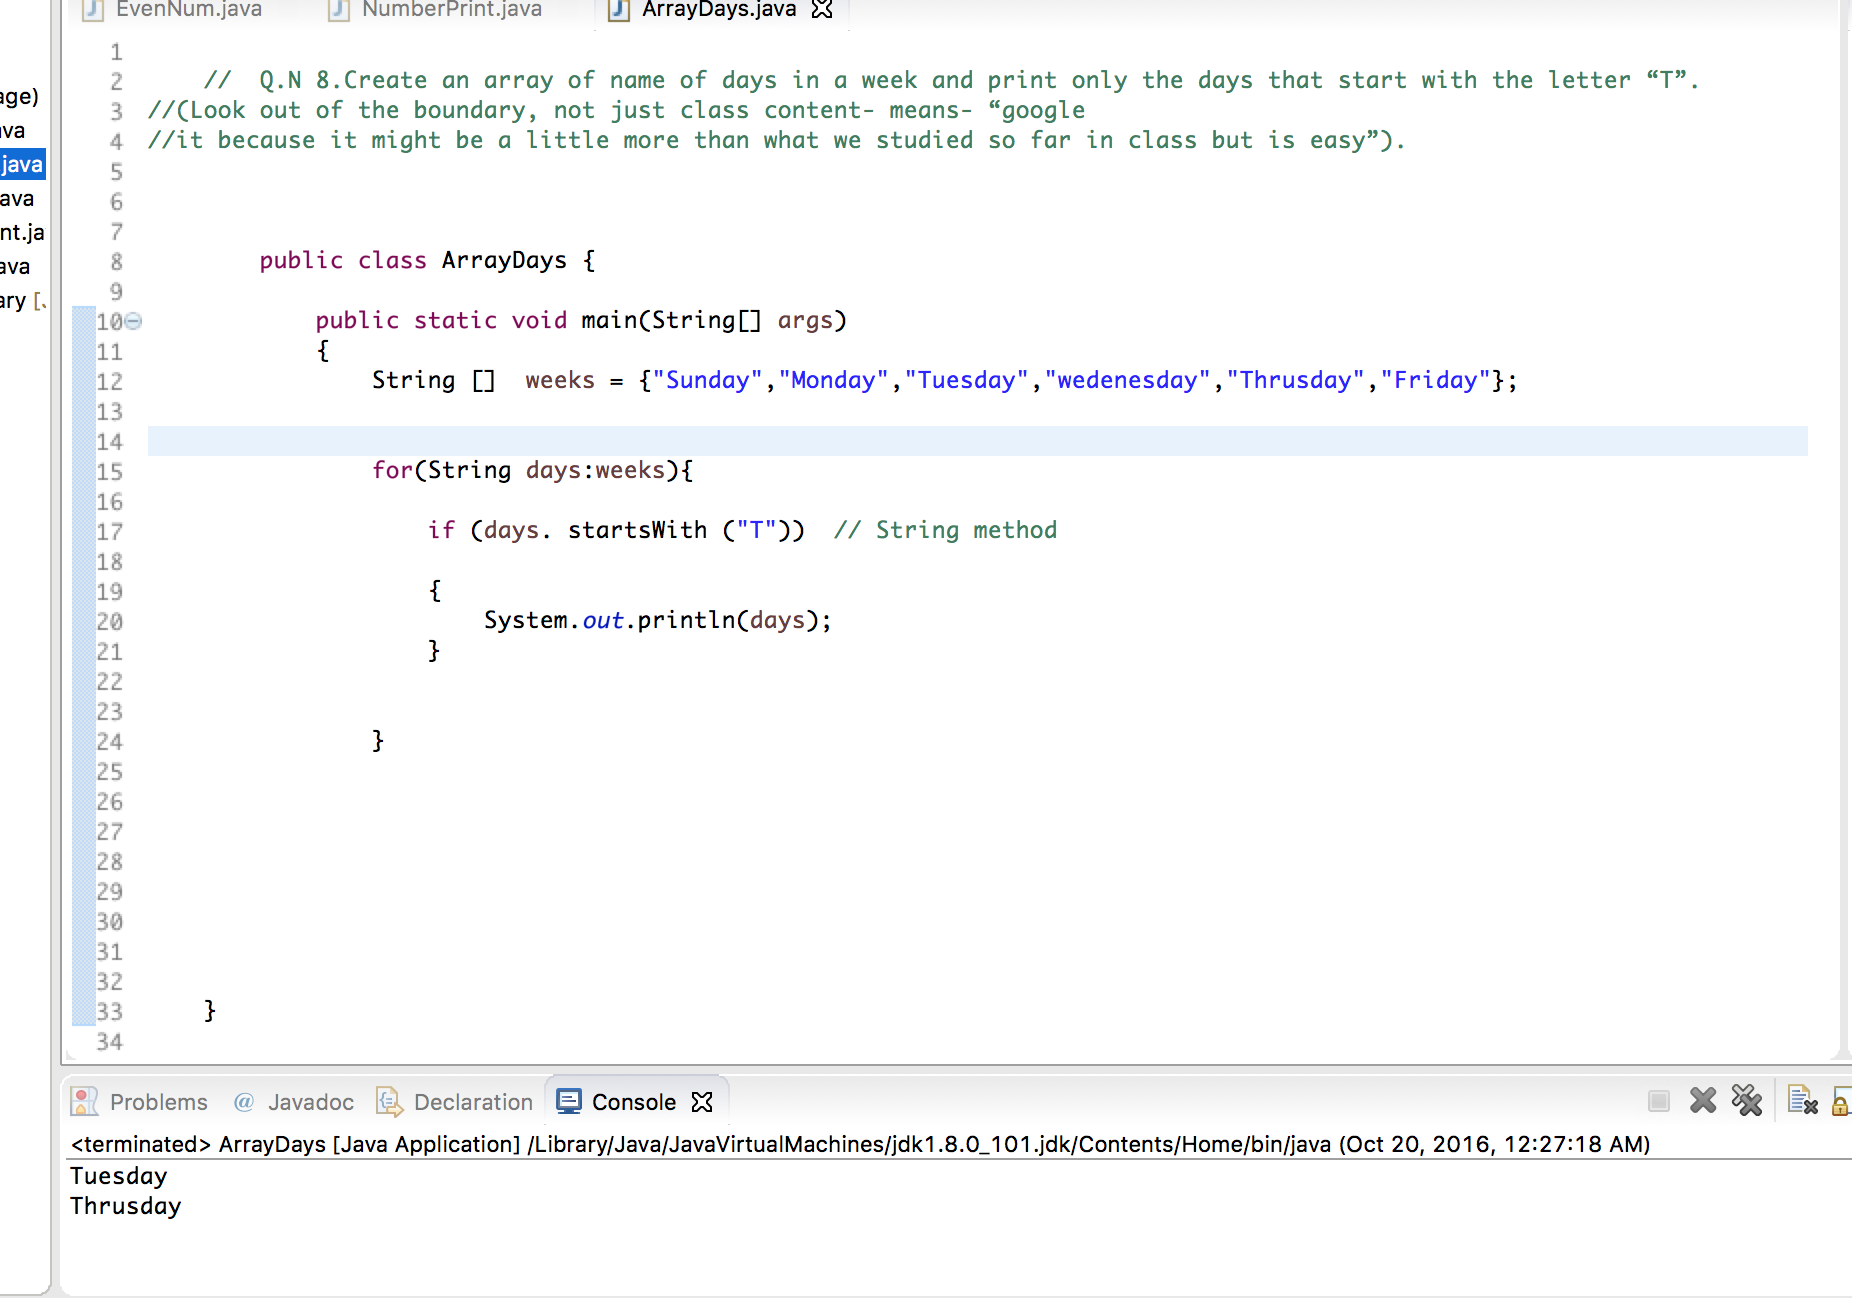 EvenNum.java NumberPrint.java ArrayDays.java
age)
ava
.java
ava
nt.ja
ava
ary [.
1
2 // Q.N 8.Create an array of name of days in a week and print only the days that start with the letter “T”.
3 //(Look out of the boundary, not just class content- means- “google
4 //it because it might be a little more than what we studied so far in class but is easy”).
5
6
7
8 public class ArrayDays {
9
10 public static void main(String[] args)
11 {
12 String [] weeks = {"Sunday","Monday","Tuesday","wedenesday","Thrusday","Friday"};
13
14
15 for(String days:weeks){
16
17 if (days. startsWith ("T")) // String method
18
19 {
20 System.out.println(days);
21 }
22
23
24 }
25
26
27
28
29
30
31
32
33 }
34
Problems @ Javadoc Declaration Console
<terminated> ArrayDays [Java Application] /Library/Java/JavaVirtualMachines/jdk1.8.0_101.jdk/Contents/Home/bin/java (Oct 20, 2016, 12:27:18 AM)
Tuesday
Thrusday